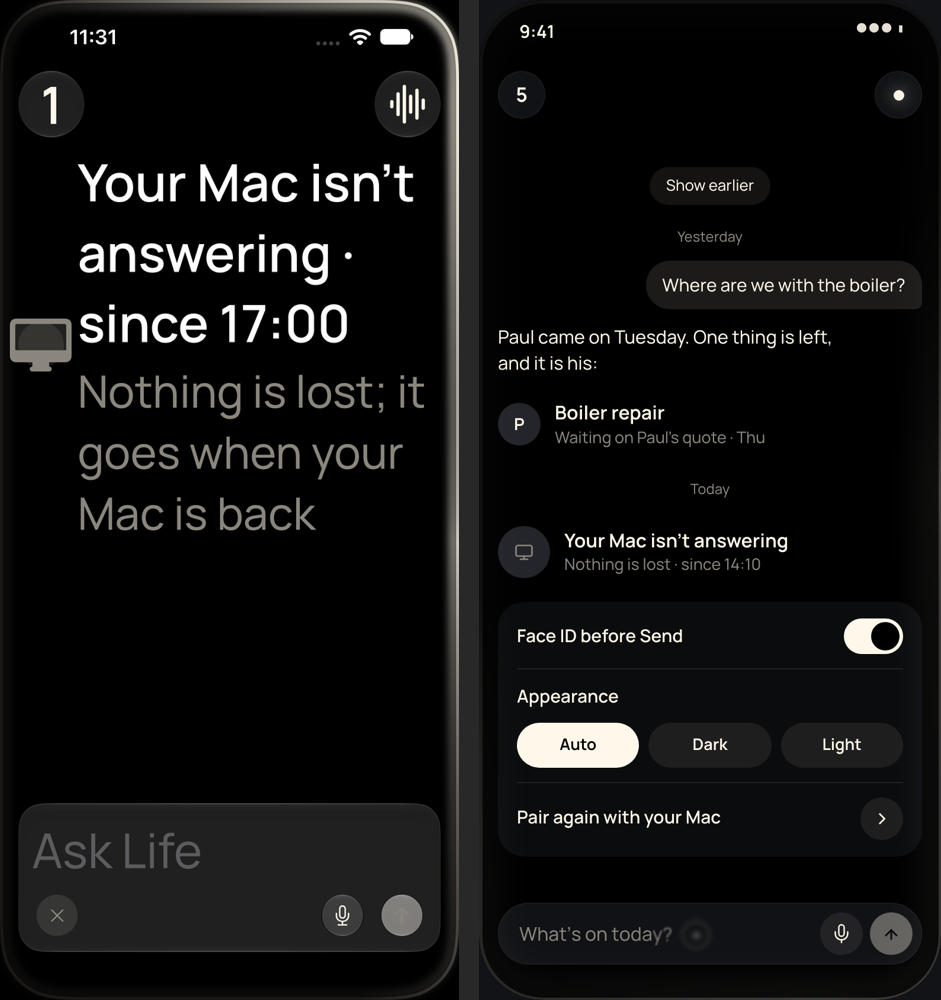 11:31
1
Your Mac isn't
answering ·
since 17:00
Nothing is lost; it
goes when your
Mac is back
Ask Life
9:41
5
Show earlier
Yesterday
Where are we with the boiler?
Paul came on Tuesday. One thing is left,
and it is his:
P
Boiler repair
Waiting on Paul's quote · Thu
Today
Your Mac isn't answering
Nothing is lost · since 14:10
Face ID before Send
Appearance
Auto
Dark
Light
Pair again with your Mac
What's on today?